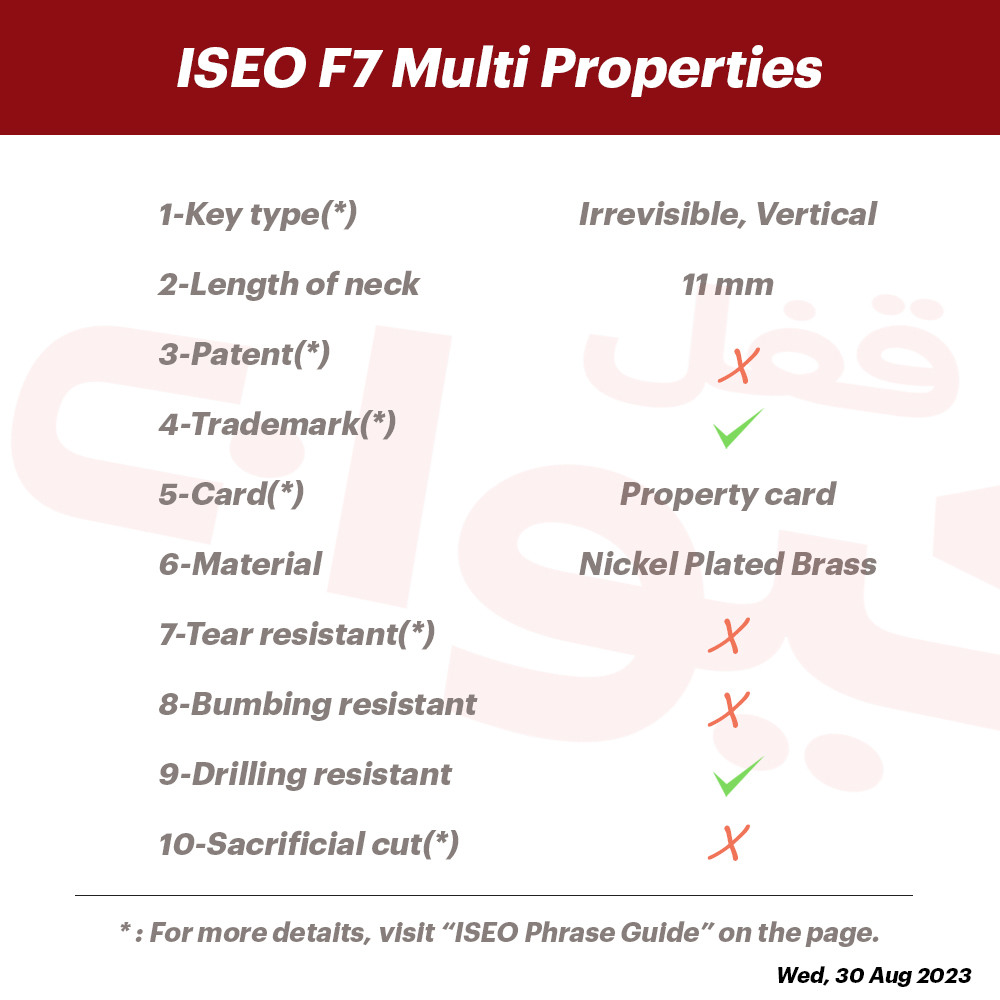 ISEO F7 Multi Properties
1-Key type(*) Irrevisible, Vertical
2-Length of neck 11 mm
3-Patent(*)
4-Trademark(*)
5-Card(*) Property card
6-Material Nickel Plated Brass
7-Tear resistant(*)
8-Bumbing resistant
9-Drilling resistant
10-Sacrificial cut(*)
* : For more detaits, visit “ISEO Phrase Guide” on the page.
Wed, 30 Aug 2023
قفل